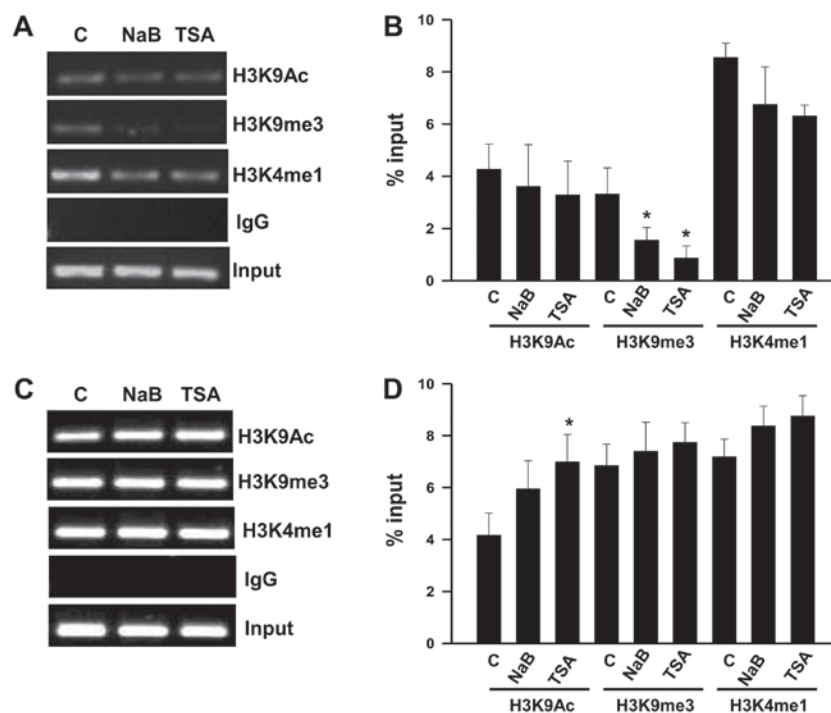 A
C NaB TSA
H3K9Ac
H3K9me3
H3K4me1
IgG
Input
B
% input
10
8
6
4
2
0
C NaB TSA C NaB TSA C NaB TSA
* *
H3K9Ac H3K9me3 H3K4me1
C
C NaB TSA
H3K9Ac
H3K9me3
H3K4me1
IgG
Input
D
% input
10
8
6
4
2
0
*
C NaB TSA C NaB TSA C NaB TSA
H3K9Ac H3K9me3 H3K4me1